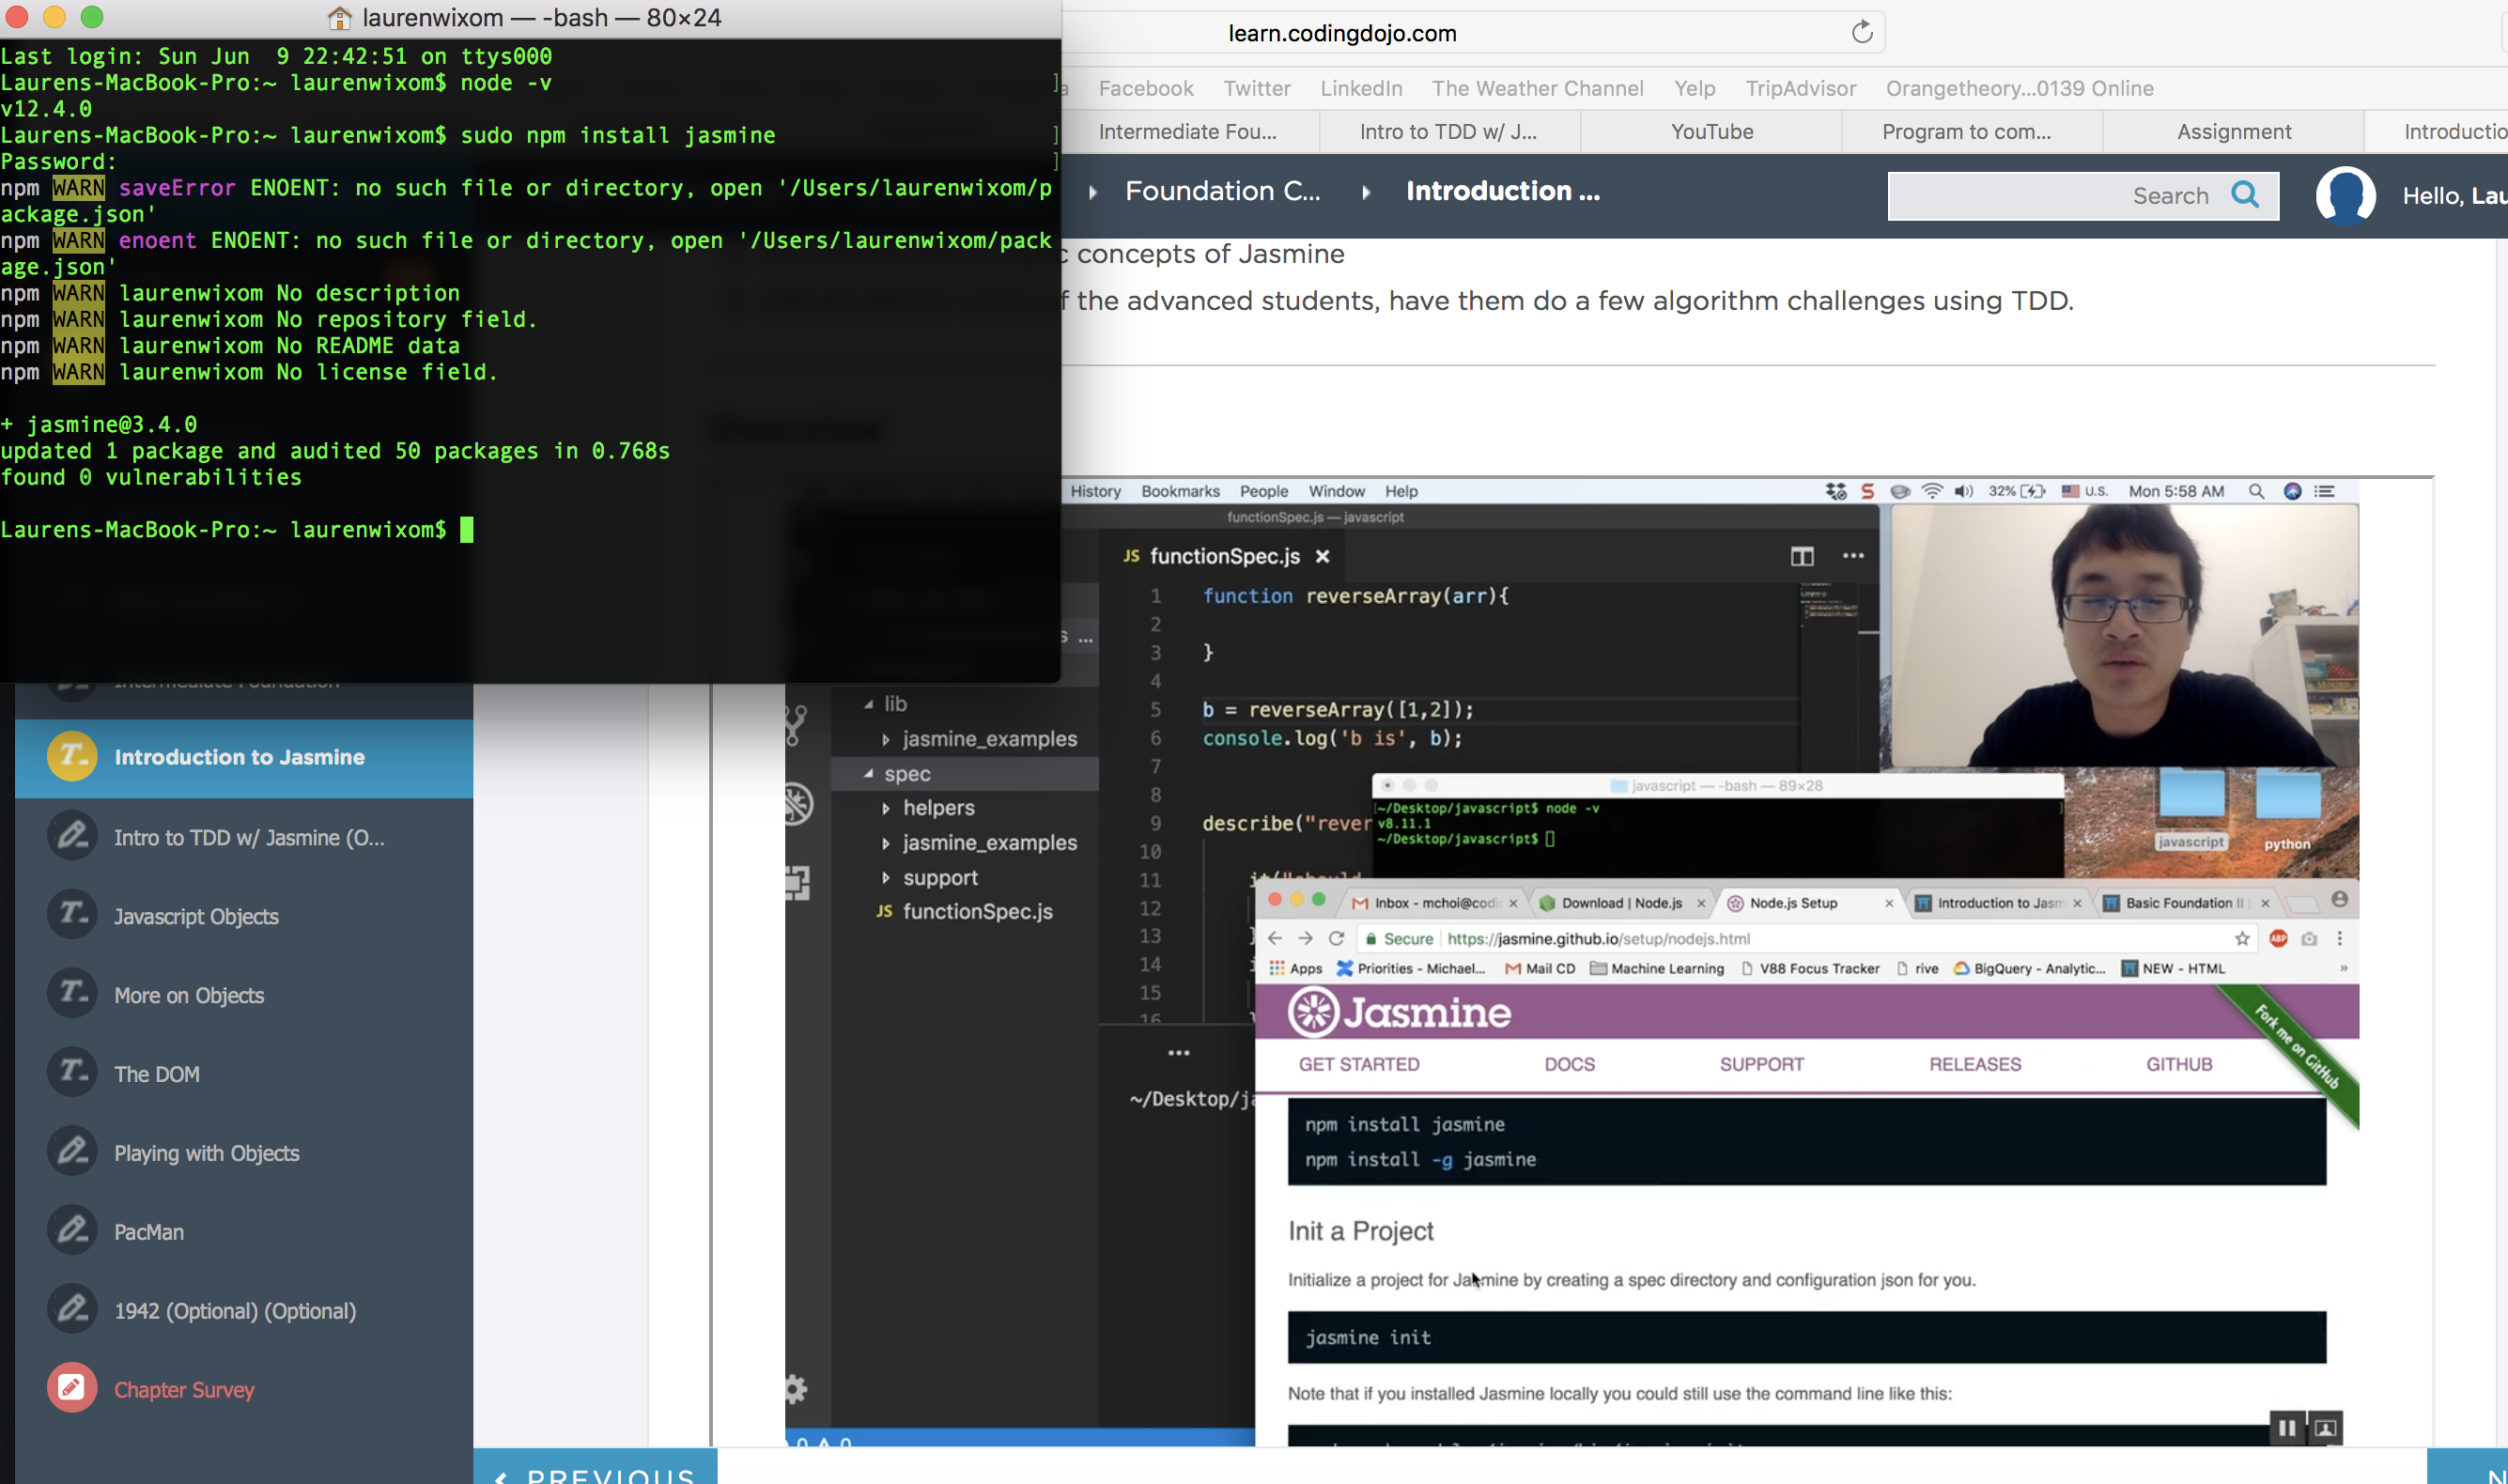 laurenwixom — -bash — 80×24
Last login: Sun Jun  9 22:42:51 on ttys000
Laurens-MacBook-Pro:~ laurenwixom$ node -v
v12.4.0
Laurens-MacBook-Pro:~ laurenwixom$ sudo npm install jasmine
Password:
npm WARN saveError ENOENT: no such file or directory, open '/Users/laurenwixom/p
ackage.json'
npm WARN enoent ENOENT: no such file or directory, open '/Users/laurenwixom/pack
age.json'
npm WARN laurenwixom No description
npm WARN laurenwixom No repository field.
npm WARN laurenwixom No README data
npm WARN laurenwixom No license field.
+ jasmine@3.4.0
updated 1 package and audited 50 packages in 0.768s
found 0 vulnerabilities
Laurens-MacBook-Pro:~ laurenwixom$
learn.codingdojo.com
Facebook Twitter LinkedIn The Weather Channel Yelp TripAdvisor Orangetheory...0139 Online
Intermediate Fou... Intro to TDD w/ J... YouTube Program to com... Assignment Introductio
Foundation C... Introduction ... Search Hello, Lau
concepts of Jasmine
the advanced students, have them do a few algorithm challenges using TDD.
Intermediate Foundation
Introduction to Jasmine
Intro to TDD w/ Jasmine (O...
Javascript Objects
More on Objects
The DOM
Playing with Objects
PacMan
1942 (Optional) (Optional)
Chapter Survey
PREVIOUS
History Bookmarks People Window Help 32% U.S. Mon 5:58 AM
functionSpec.js — javascript
JS functionSpec.js
lib
jasmine_examples
spec
helpers
jasmine_examples
support
JS functionSpec.js
1 function reverseArray(arr){
2
3 }
4
5 b = reverseArray([1,2]);
6 console.log('b is', b);
7
8
9 describe("rever
10
11
12
13 }
14
15
16
~/Desktop/ja
javascript — -bash — 89×28
~/Desktop/javascript$ node -v
v8.11.1
~/Desktop/javascript$
javascript
python
Inbox - mchoi@codi Download | Node.js Node.js Setup Introduction to Jasm Basic Foundation II
Secure https://jasmine.github.io/setup/nodejs.html ABP
Apps Priorities - Michael... Mail CD Machine Learning V88 Focus Tracker rive BigQuery - Analytic... NEW - HTML
Jasmine
Fork me on GitHub
GET STARTED DOCS SUPPORT RELEASES GITHUB
npm install jasmine
npm install -g jasmine
Init a Project
Initialize a project for Jasmine by creating a spec directory and configuration json for you.
jasmine init
Note that if you installed Jasmine locally you could still use the command line like this: